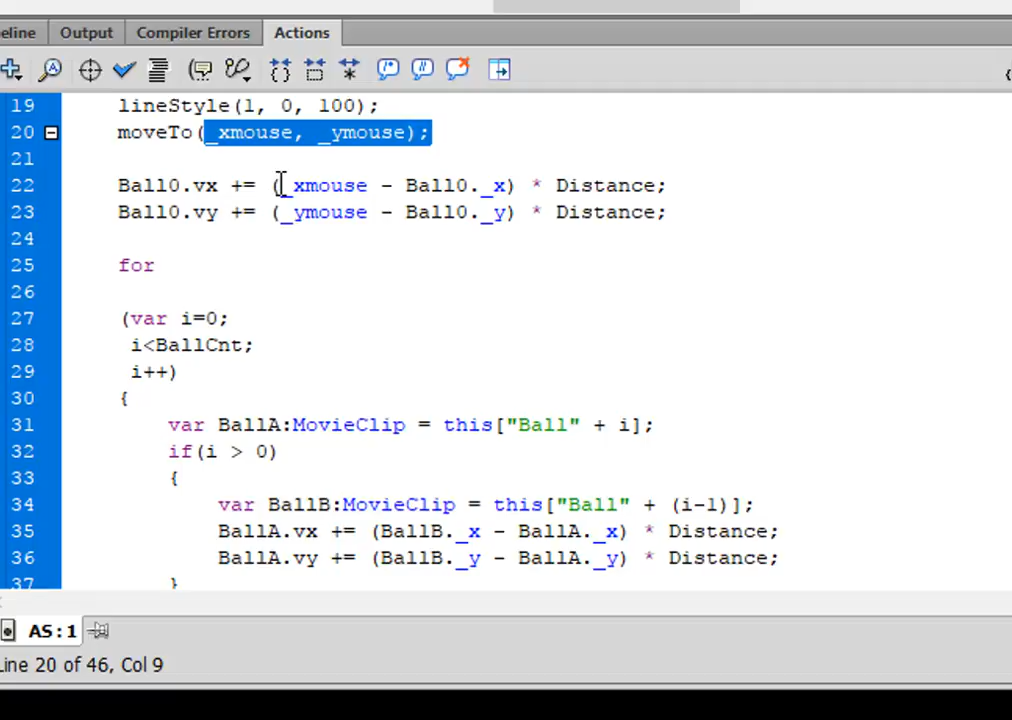 eline Output Compiler Errors Actions
19 lineStyle(1, 0, 100);
20 moveTo(_xmouse, _ymouse);
21
22 Ball0.vx += (_xmouse - Ball0._x) * Distance;
23 Ball0.vy += (_ymouse - Ball0._y) * Distance;
24
25 for
26
27 (var i=0;
28 i<BallCnt;
29 i++)
30 {
31 var BallA:MovieClip = this["Ball" + i];
32 if(i > 0)
33 {
34 var BallB:MovieClip = this["Ball" + (i-1)];
35 BallA.vx += (BallB._x - BallA._x) * Distance;
36 BallA.vy += (BallB._y - BallA._y) * Distance;
37 }
AS:1
ine 20 of 46, Col 9